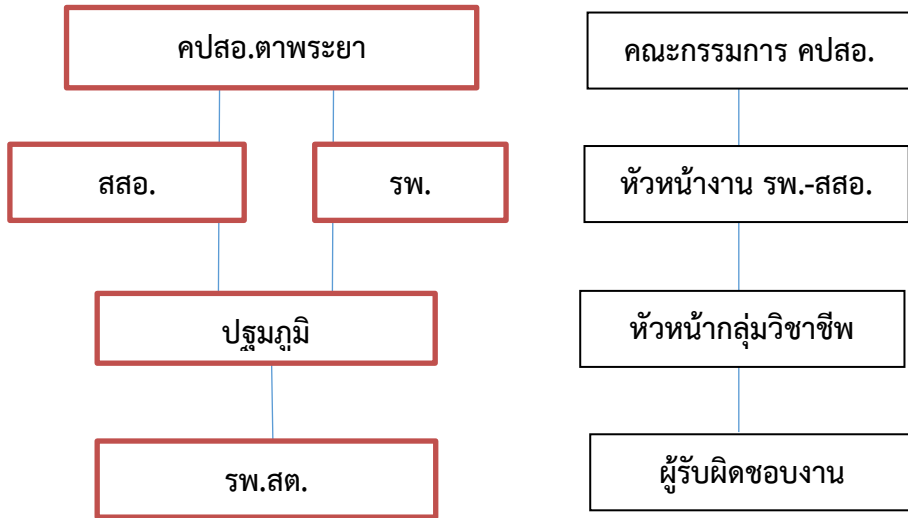 คปสอ.ตาพระยา
คณะกรรมการ คปสอ.
สสอ.
รพ.
หัวหน้างาน รพ.-สสอ.
ปฐมภูมิ
หัวหน้ากลุ่มวิชาชีพ
รพ.สต.
ผู้รับผิดชอบงาน